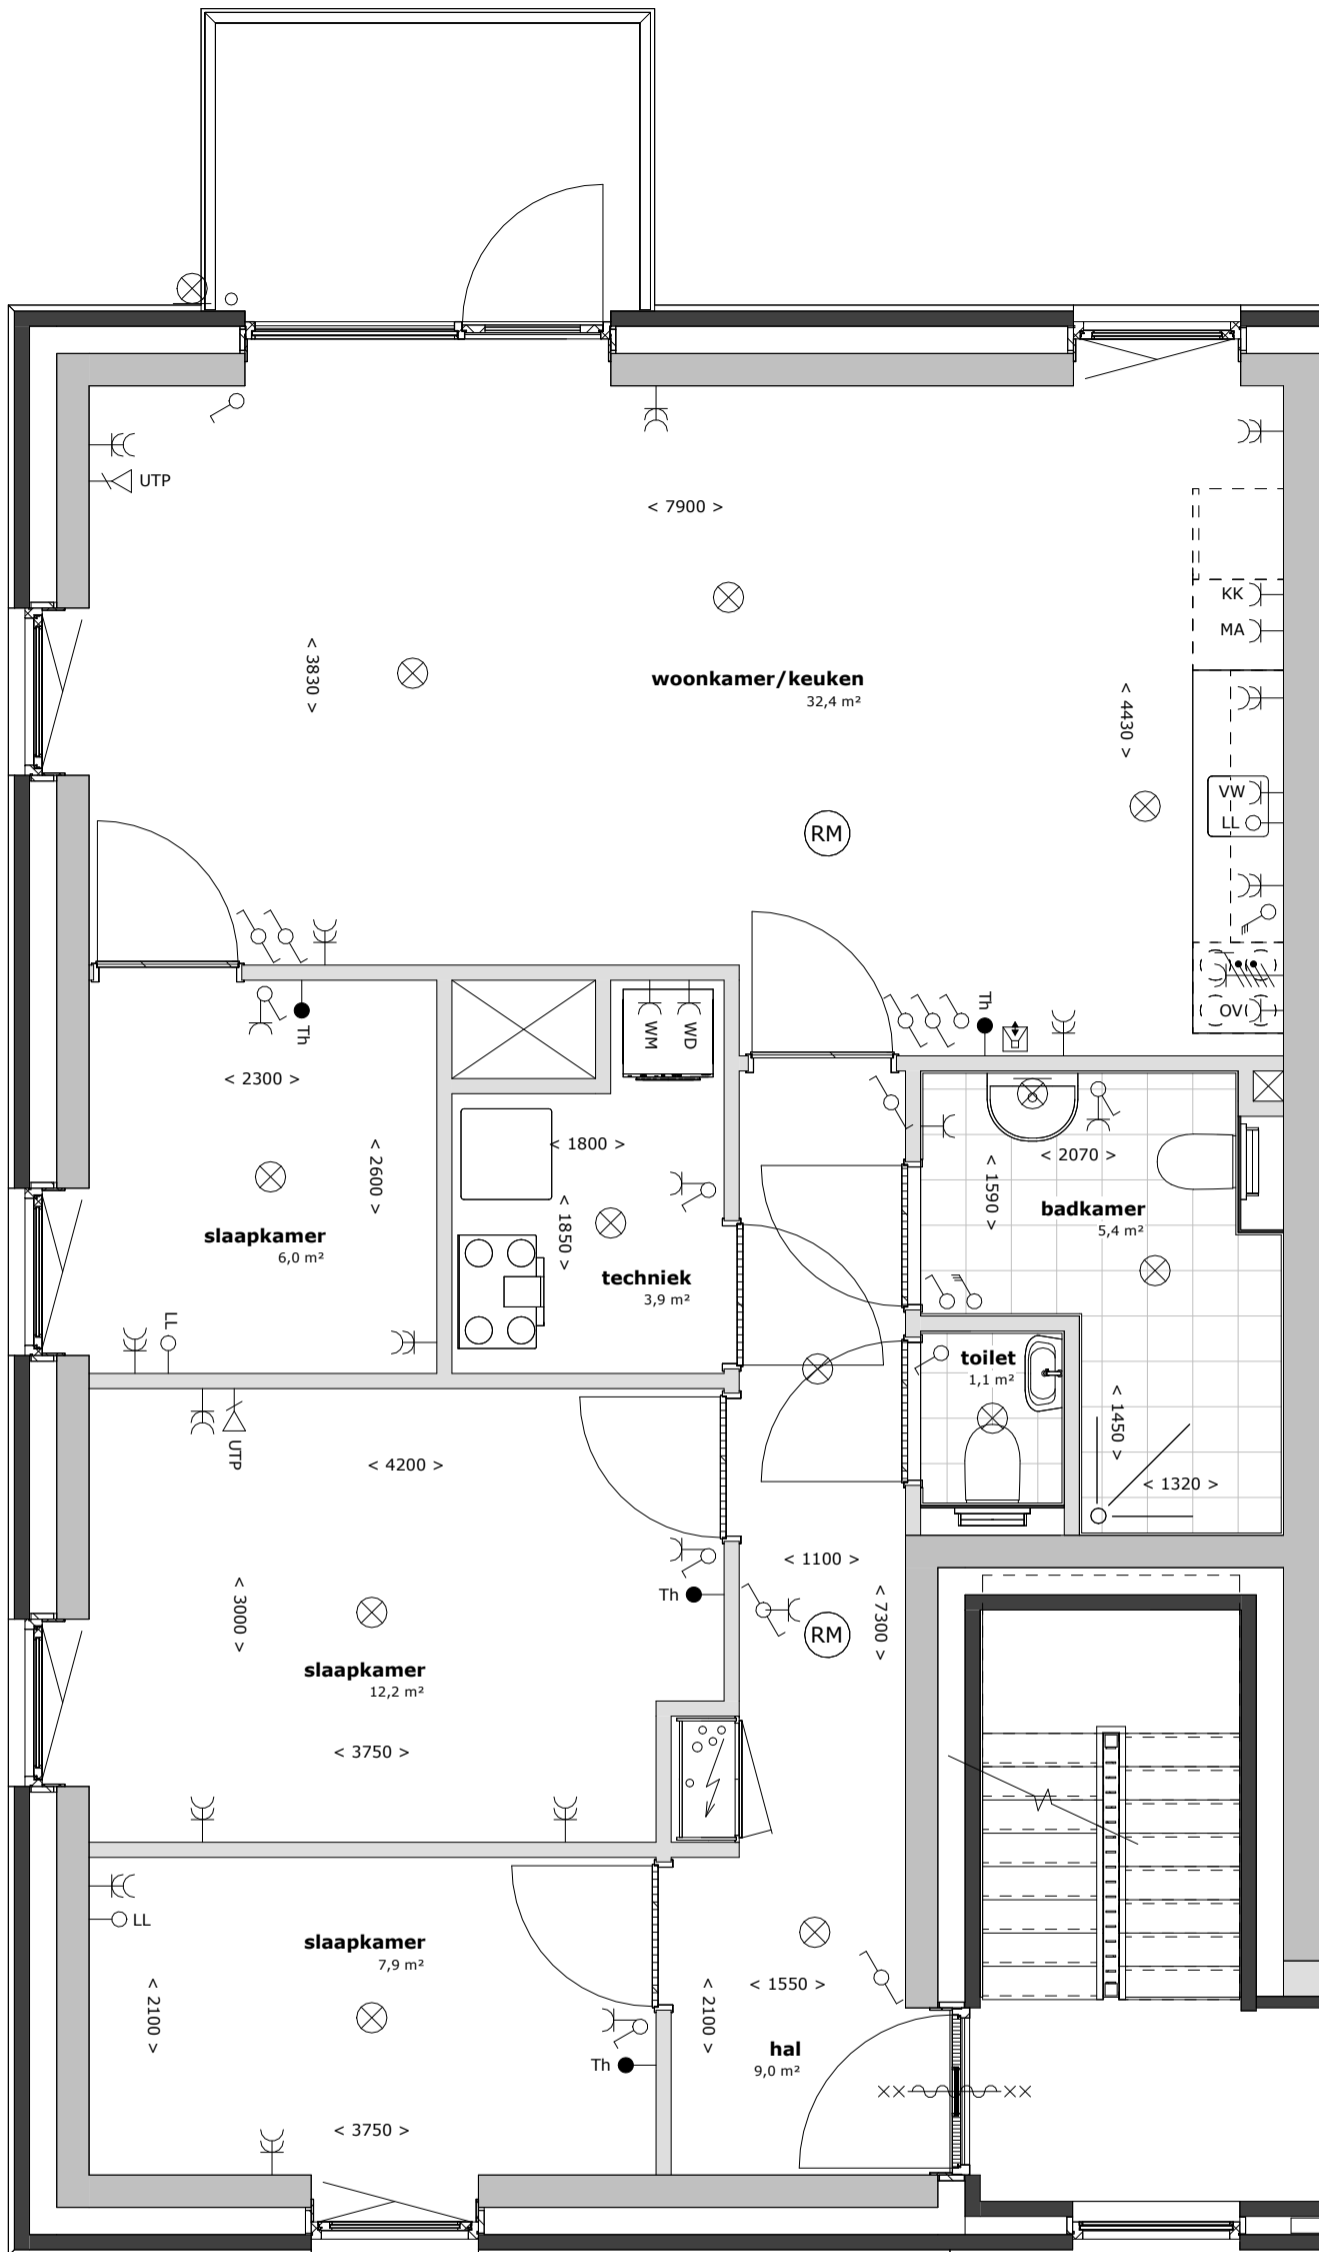 UTP
< 7900 >
KK
MA
< 3830 >
woonkamer/keuken
32,4 m²
< 4430 >
VW
LL
RM
OV
Th
Th
WM
WD
< 2300 >
< 1800 >
< 2600 >
< 1850 >
< 2070 >
< 1590 >
badkamer
5,4 m²
slaapkamer
6,0 m²
techniek
3,9 m²
LL
toilet
1,1 m²
UTP
< 4200 >
< 1450 >
< 1320 >
< 1100 >
Th
< 3000 >
< 7300 >
RM
slaapkamer
12,2 m²
< 3750 >
LL
slaapkamer
7,9 m²
< 2100 >
< 1550 >
< 2100 >
hal
9,0 m²
Th
< 3750 >